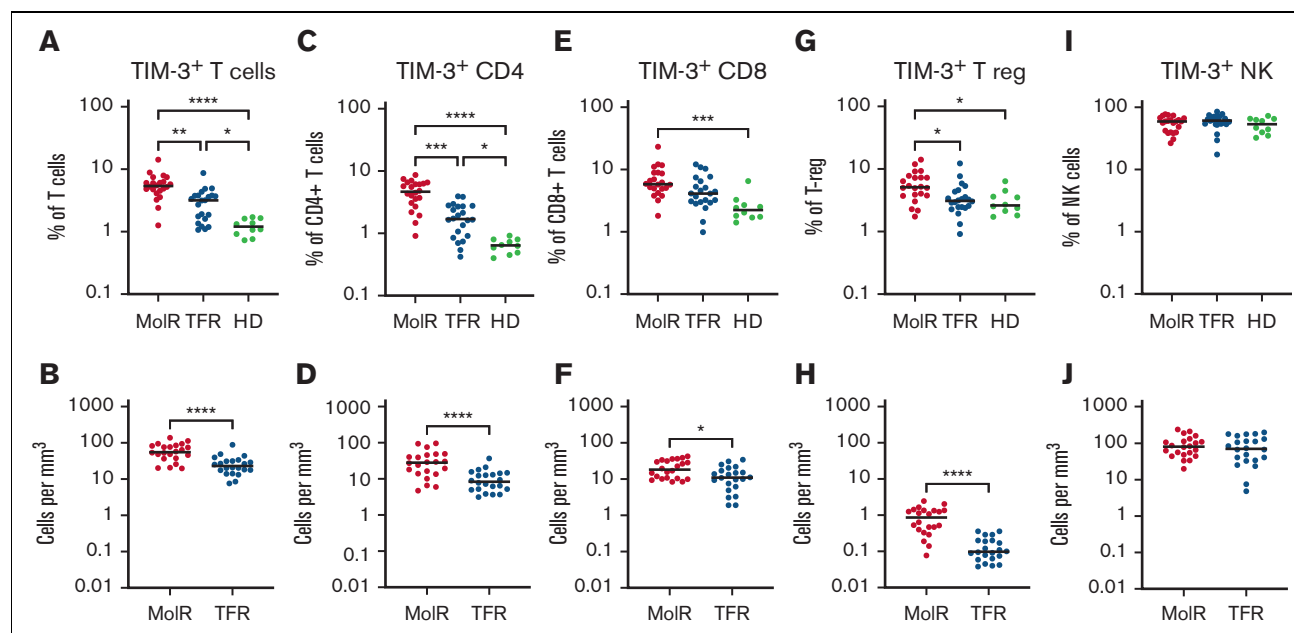 A
TIM-3+ T cells
% of T cells
100
10
1
0.1
****
**
*
MolR TFR HD
C
TIM-3+ CD4
% of CD4+ T cells
100
10
1
0.1
****
***
*
MolR TFR HD
E
TIM-3+ CD8
% of CD8+ T cells
100
10
1
0.1
***
MolR TFR HD
G
TIM-3+ T reg
% of T-reg
100
10
1
0.1
*
*
MolR TFR HD
I
TIM-3+ NK
% of NK cells
100
10
1
0.1
MolR TFR HD
B
Cells per mm3
1000
100
10
1
0.1
0.01
****
MolR TFR
D
Cells per mm3
1000
100
10
1
0.1
0.01
****
MolR TFR
F
Cells per mm3
1000
100
10
1
0.1
0.01
*
MolR TFR
H
Cells per mm3
1000
100
10
1
0.1
0.01
****
MolR TFR
J
Cells per mm3
1000
100
10
1
0.1
0.01
MolR TFR